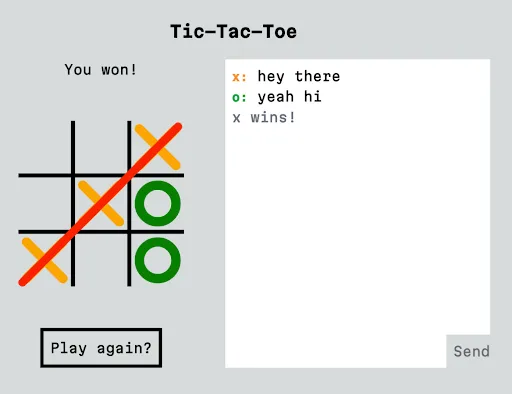 Tic-Tac-Toe
You won!
x: hey there
o: yeah hi
x wins!
Play again?
Send